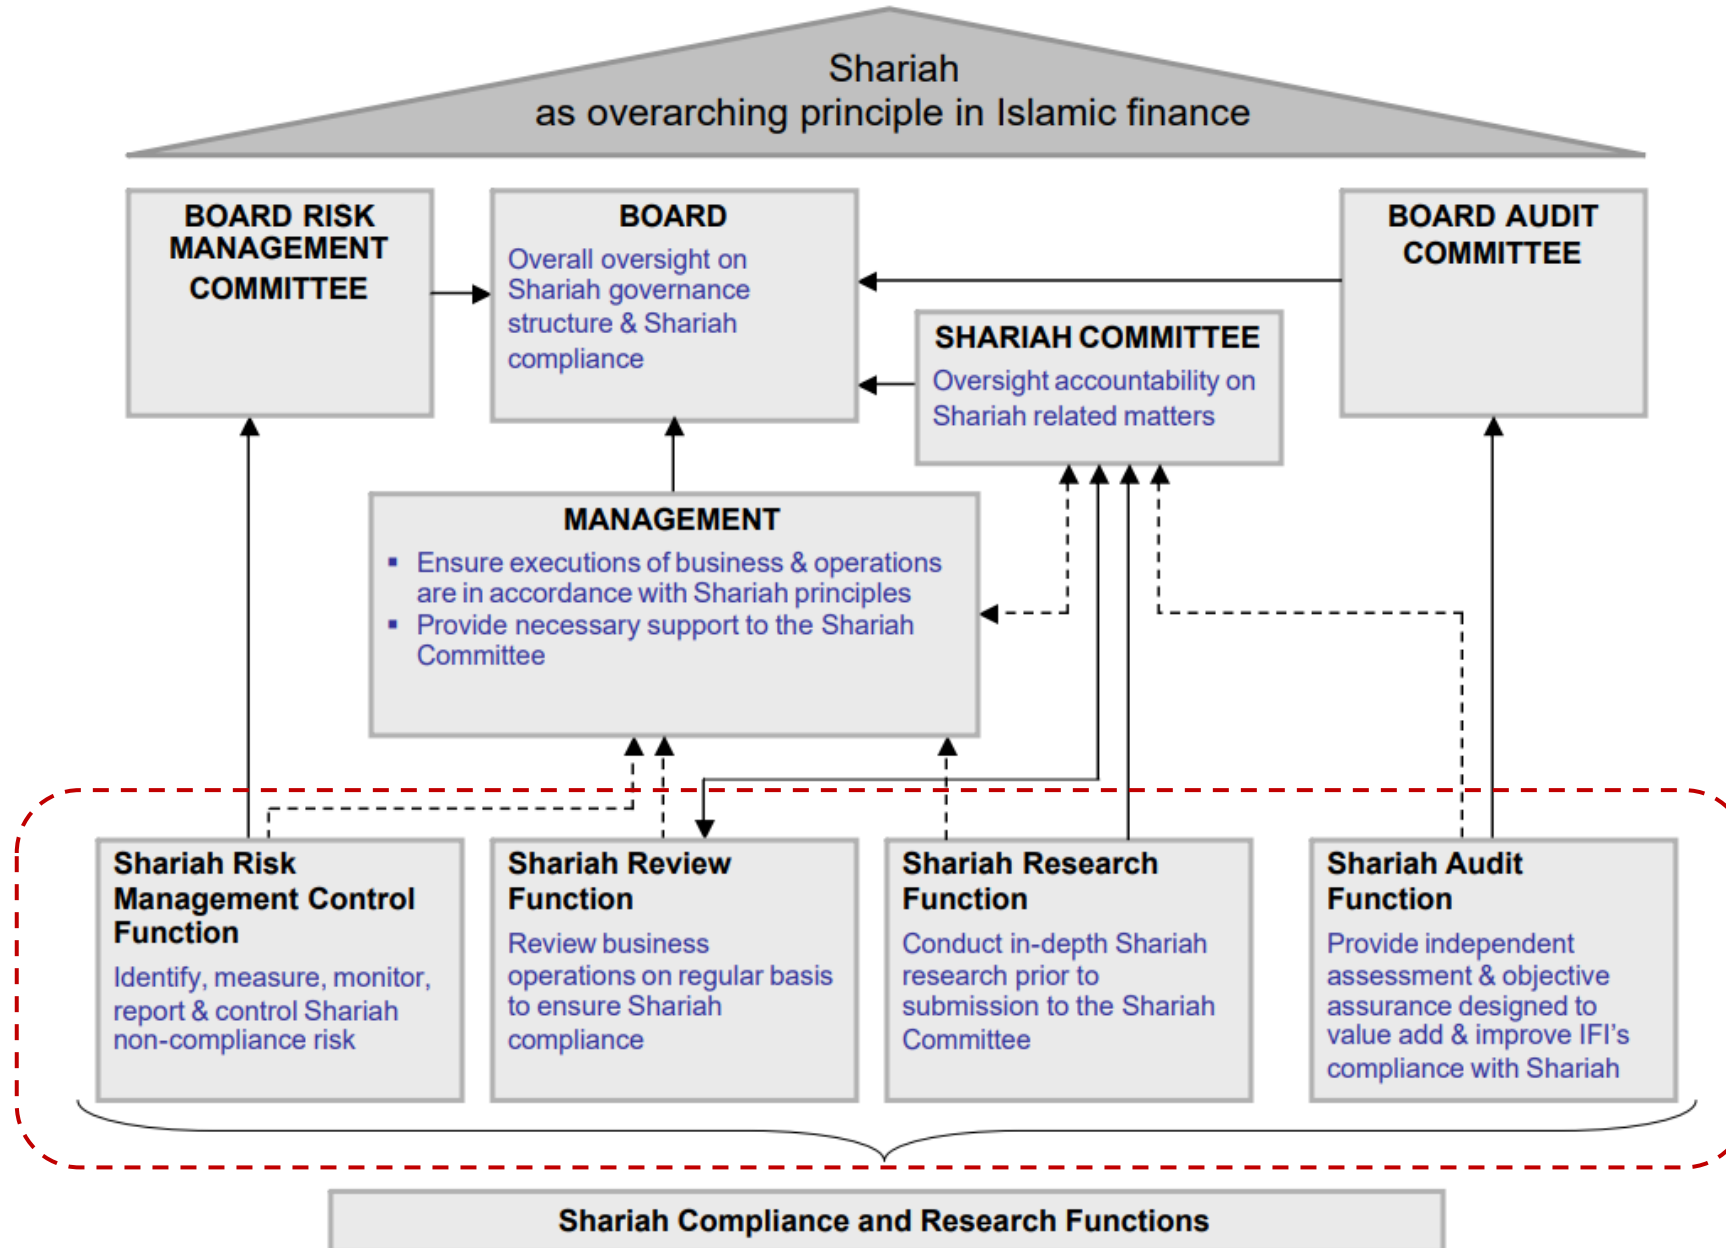 Shariah
as overarching principle in Islamic finance
BOARD RISK
MANAGEMENT
COMMITTEE
BOARD
Overall oversight on
Shariah governance
structure & Shariah
compliance
BOARD AUDIT
COMMITTEE
SHARIAH COMMITTEE
Oversight accountability on
Shariah related matters
MANAGEMENT
▪ Ensure executions of business & operations
are in accordance with Shariah principles
▪ Provide necessary support to the Shariah
Committee
Shariah Risk
Management Control
Function
Identify, measure, monitor,
report & control Shariah
non-compliance risk
Shariah Review
Function
Review business
operations on regular basis
to ensure Shariah
compliance
Shariah Research
Function
Conduct in-depth Shariah
research prior to
submission to the Shariah
Committee
Shariah Audit
Function
Provide independent
assessment & objective
assurance designed to
value add & improve IFI's
compliance with Shariah
Shariah Compliance and Research Functions